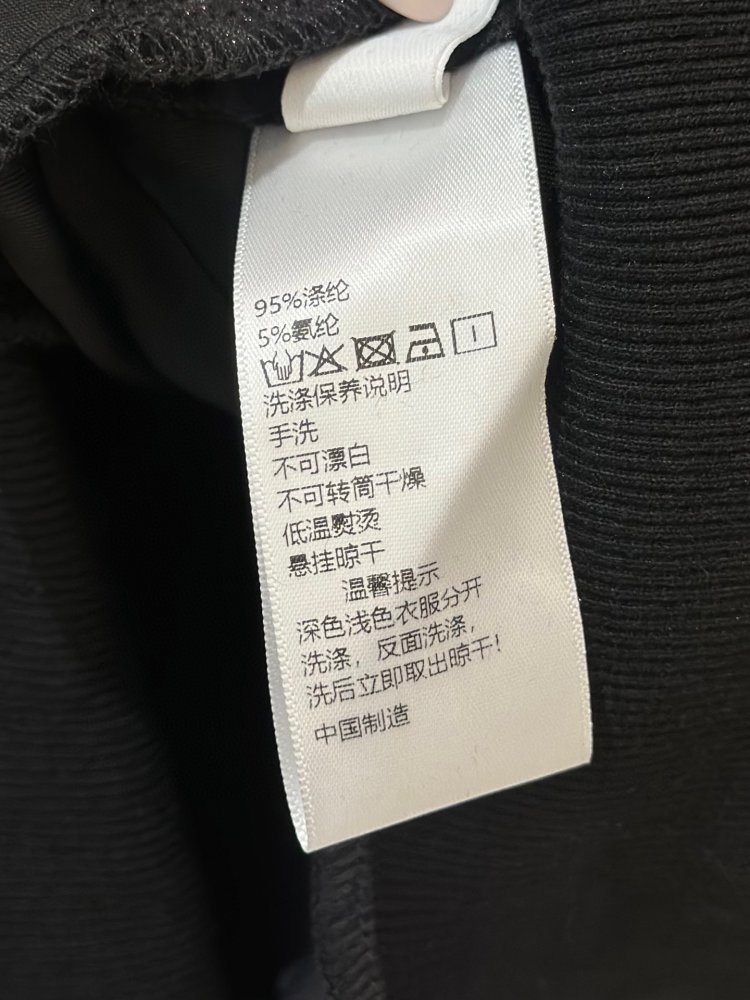 95%涤纶
5%氨纶
洗涤保养说明
手洗
不可漂白
不可转筒干燥
低温熨烫
悬挂晾干
温馨提示
深色浅色衣服分开
洗涤，反面洗涤，
洗后立即取出晾干！
中国制造